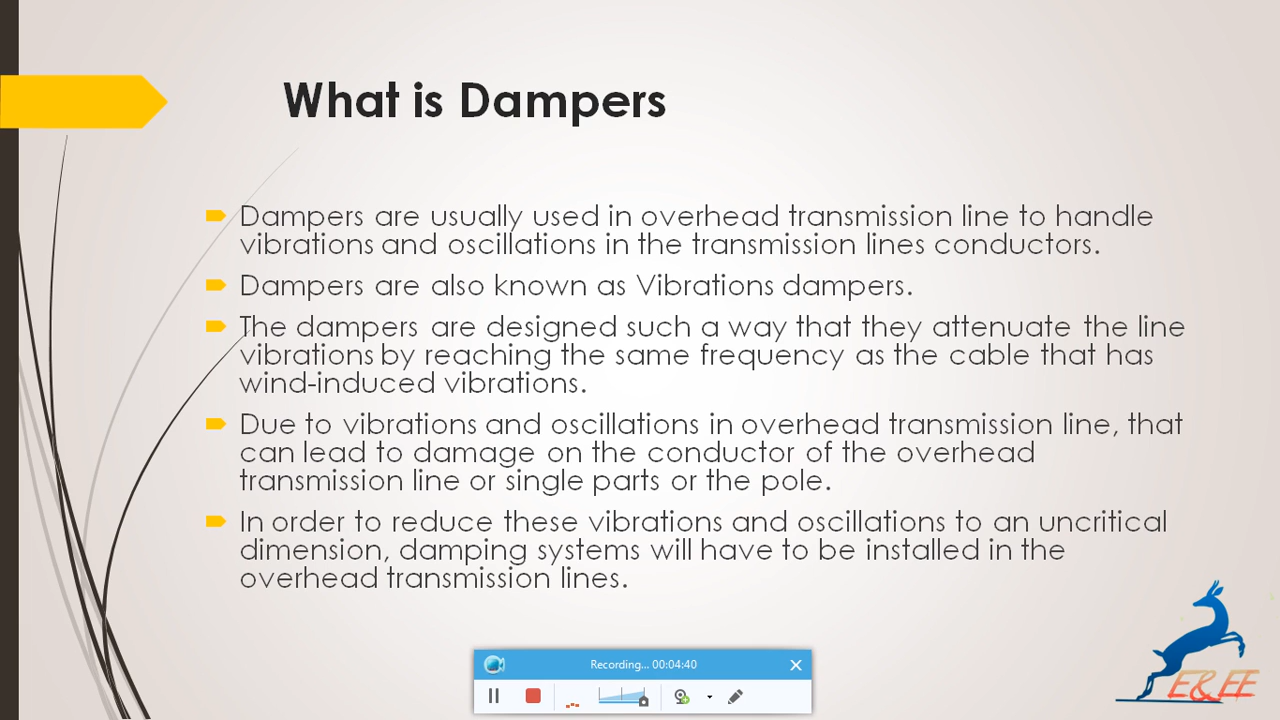 What is Dampers
Dampers are usually used in overhead transmission line to handle
vibrations and oscillations in the transmission lines conductors.
Dampers are also known as Vibrations dampers.
The dampers are designed such a way that they attenuate the line
vibrations by reaching the same frequency as the cable that has
wind-induced vibrations.
Due to vibrations and oscillations in overhead transmission line, that
can lead to damage on the conductor of the overhead
transmission line or single parts or the pole.
In order to reduce these vibrations and oscillations to an uncritical
dimension, damping systems will have to be installed in the
overhead transmission lines.
Recording... 00:04:40
E&EE